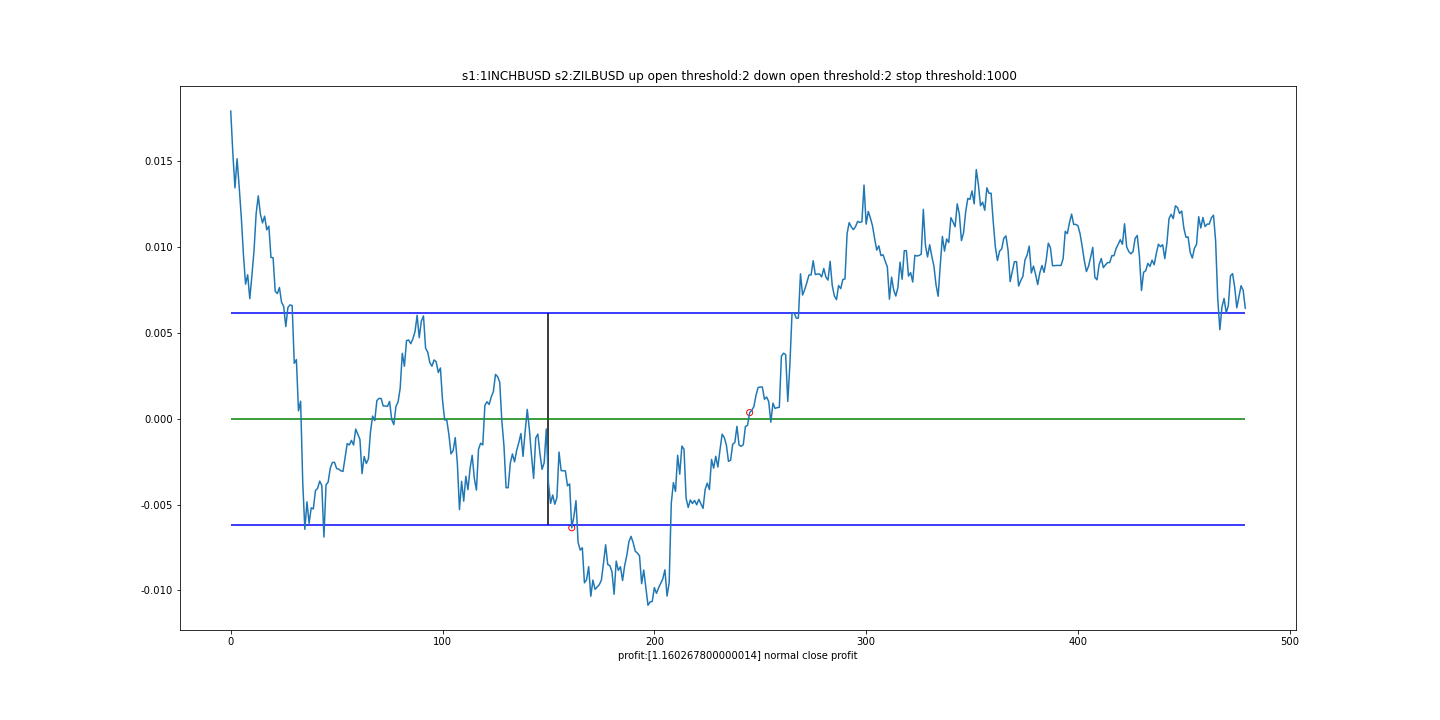 s1:1INCHBUSD s2:ZILBUSD up open threshold:2 down open threshold:2 stop threshold:1000
0.015
0.010
0.005
0.000
-0.005
-0.010
0 100 200 300 400 500
profit:[1.160267800000014] normal close profit